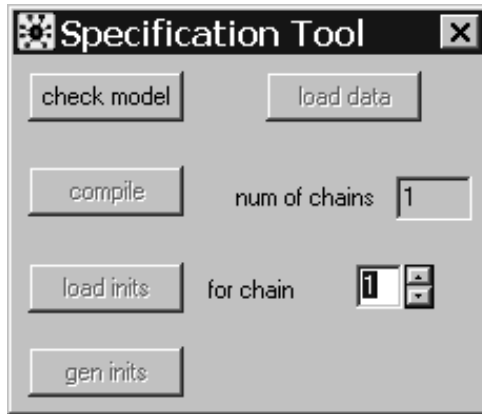 Specification Tool
check model load data
compile num of chains 1
load inits for chain 1
gen inits